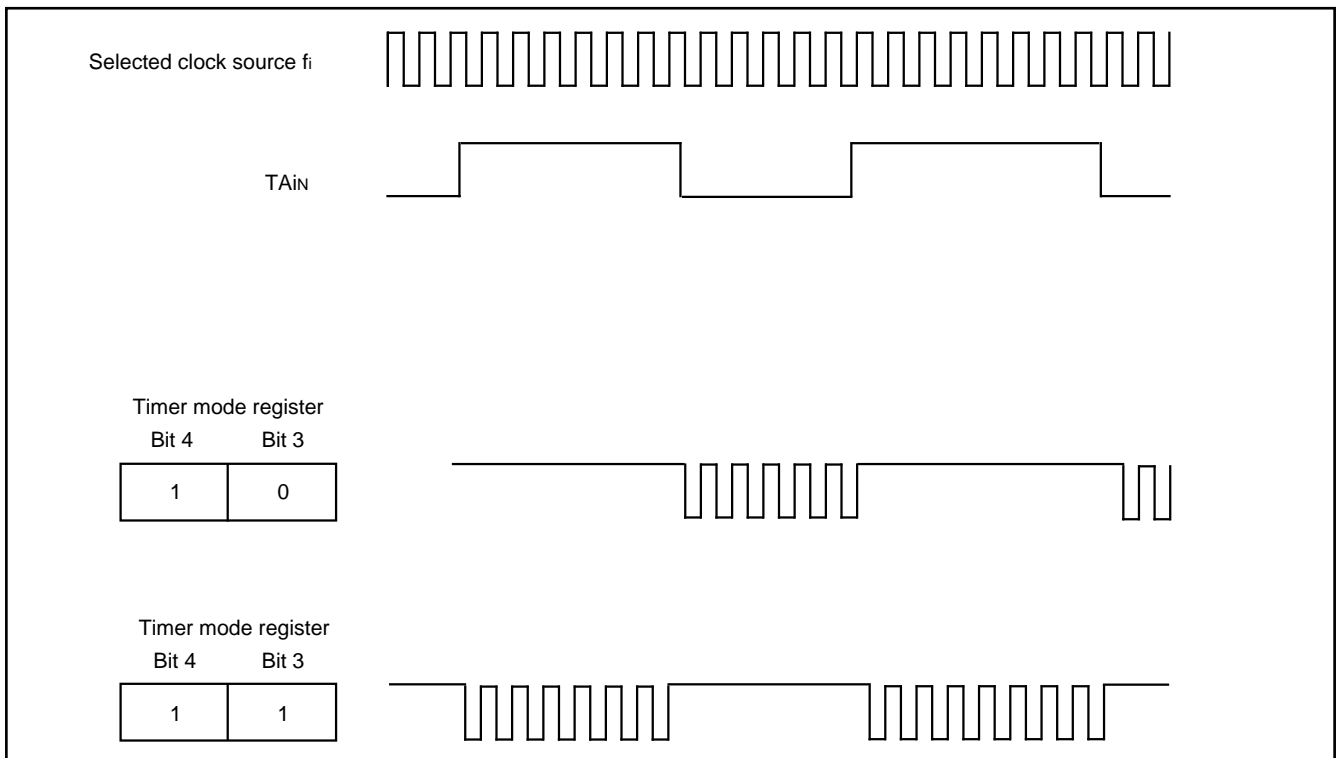 Selected clock source fi
TAiN
Timer mode register
Bit 4 Bit 3
1 0
Timer mode register
Bit 4 Bit 3
1 1